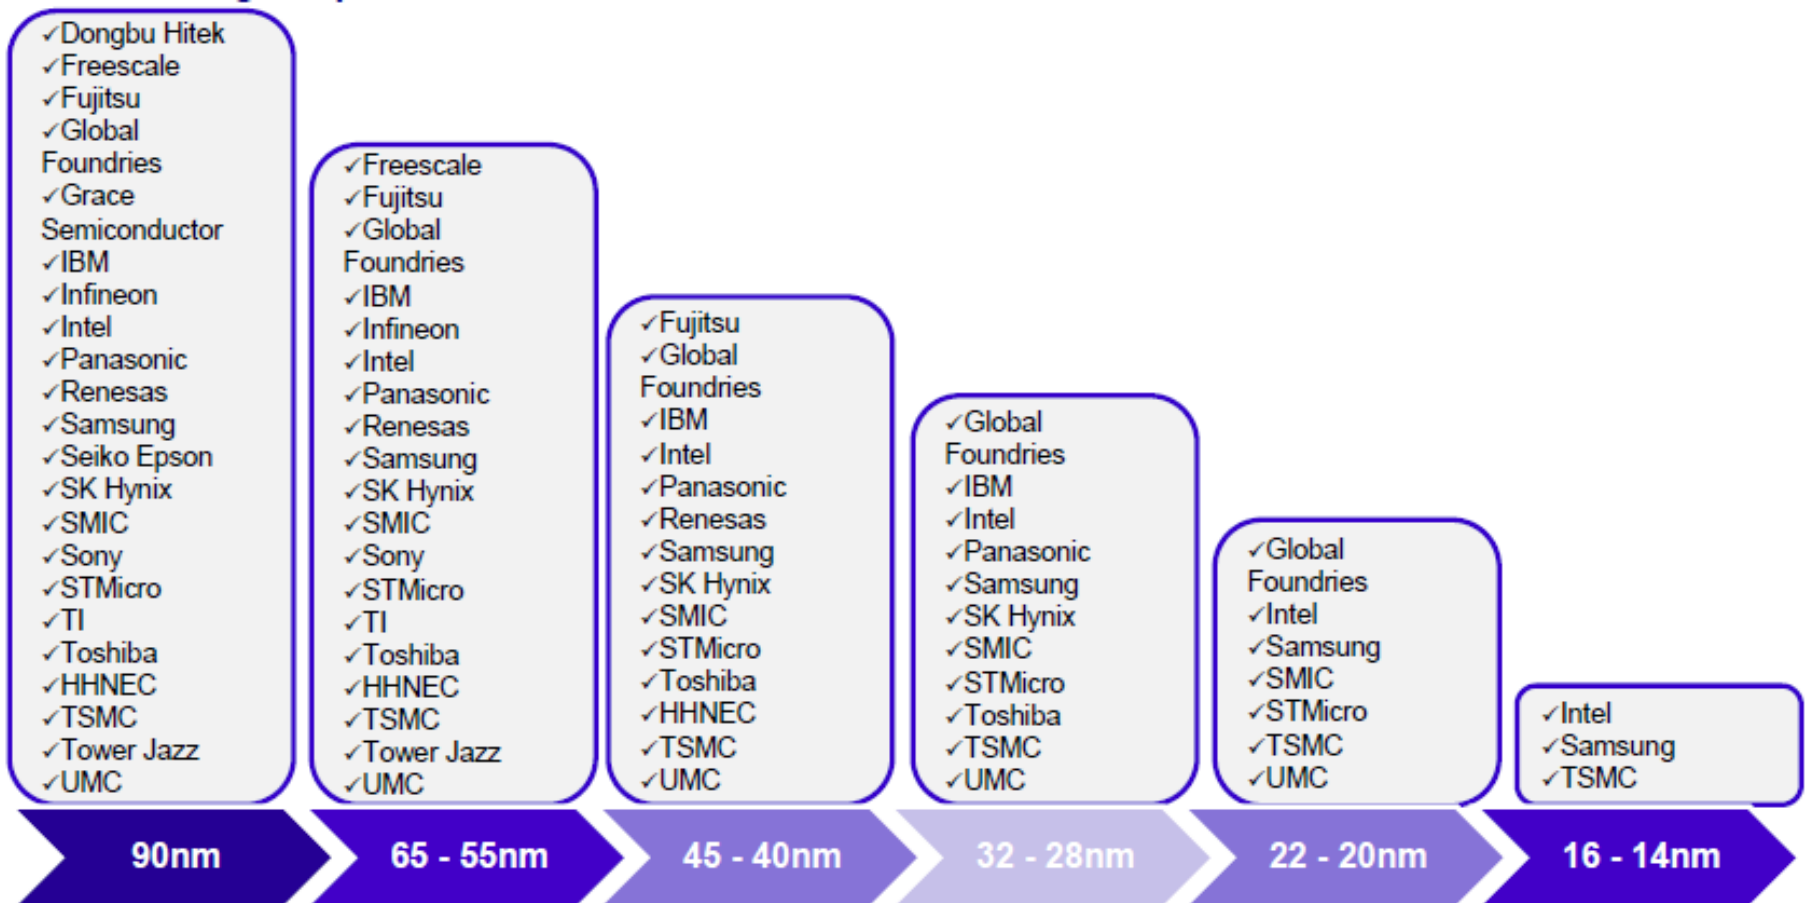 ✓Dongbu Hitek
✓Freescale
✓Fujitsu
✓Global
Foundries
✓Grace
Semiconductor
✓IBM
✓Infineon
✓Intel
✓Panasonic
✓Renesas
✓Samsung
✓Seiko Epson
✓SK Hynix
✓SMIC
✓Sony
✓STMicro
✓TI
✓Toshiba
✓HHNEC
✓TSMC
✓Tower Jazz
✓UMC
90nm
✓Freescale
✓Fujitsu
✓Global
Foundries
✓IBM
✓Infineon
✓Intel
✓Panasonic
✓Renesas
✓Samsung
✓SK Hynix
✓SMIC
✓Sony
✓STMicro
✓TI
✓Toshiba
✓HHNEC
✓TSMC
✓Tower Jazz
✓UMC
65 - 55nm
✓Fujitsu
✓Global
Foundries
✓IBM
✓Intel
✓Panasonic
✓Renesas
✓Samsung
✓SK Hynix
✓SMIC
✓STMicro
✓Toshiba
✓HHNEC
✓TSMC
✓UMC
45 - 40nm
✓Global
Foundries
✓IBM
✓Intel
✓Panasonic
✓Samsung
✓SK Hynix
✓SMIC
✓STMicro
✓Toshiba
✓TSMC
✓UMC
32 - 28nm
✓Global
Foundries
✓Intel
✓Samsung
✓SMIC
✓STMicro
✓TSMC
✓UMC
22 - 20nm
✓Intel
✓Samsung
✓TSMC
16 - 14nm